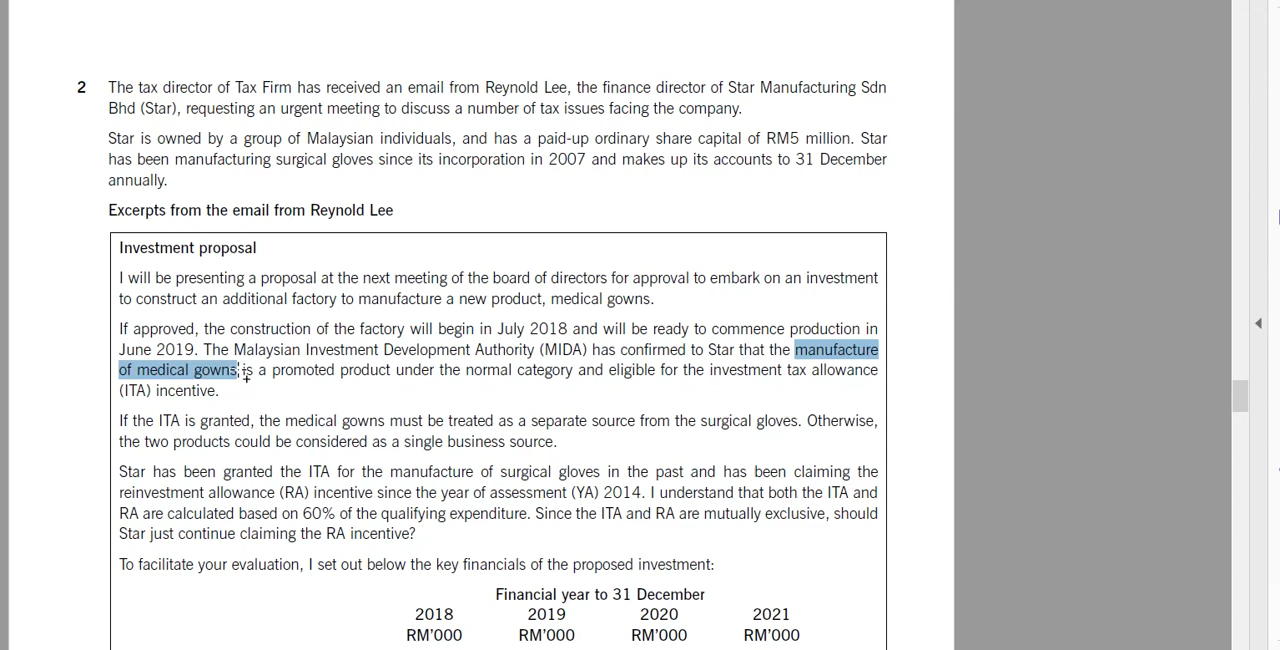 2 The tax director of Tax Firm has received an email from Reynold Lee, the finance director of Star Manufacturing Sdn
Bhd (Star), requesting an urgent meeting to discuss a number of tax issues facing the company.
Star is owned by a group of Malaysian individuals, and has a paid-up ordinary share capital of RM5 million. Star
has been manufacturing surgical gloves since its incorporation in 2007 and makes up its accounts to 31 December
annually.
Excerpts from the email from Reynold Lee
Investment proposal
I will be presenting a proposal at the next meeting of the board of directors for approval to embark on an investment
to construct an additional factory to manufacture a new product, medical gowns.
If approved, the construction of the factory will begin in July 2018 and will be ready to commence production in
June 2019. The Malaysian Investment Development Authority (MIDA) has confirmed to Star that the manufacture
of medical gowns is a promoted product under the normal category and eligible for the investment tax allowance
(ITA) incentive.
If the ITA is granted, the medical gowns must be treated as a separate source from the surgical gloves. Otherwise,
the two products could be considered as a single business source.
Star has been granted the ITA for the manufacture of surgical gloves in the past and has been claiming the
reinvestment allowance (RA) incentive since the year of assessment (YA) 2014. I understand that both the ITA and
RA are calculated based on 60% of the qualifying expenditure. Since the ITA and RA are mutually exclusive, should
Star just continue claiming the RA incentive?
To facilitate your evaluation, I set out below the key financials of the proposed investment:
Financial year to 31 December
2018 2019 2020 2021
RM'000 RM'000 RM'000 RM'000